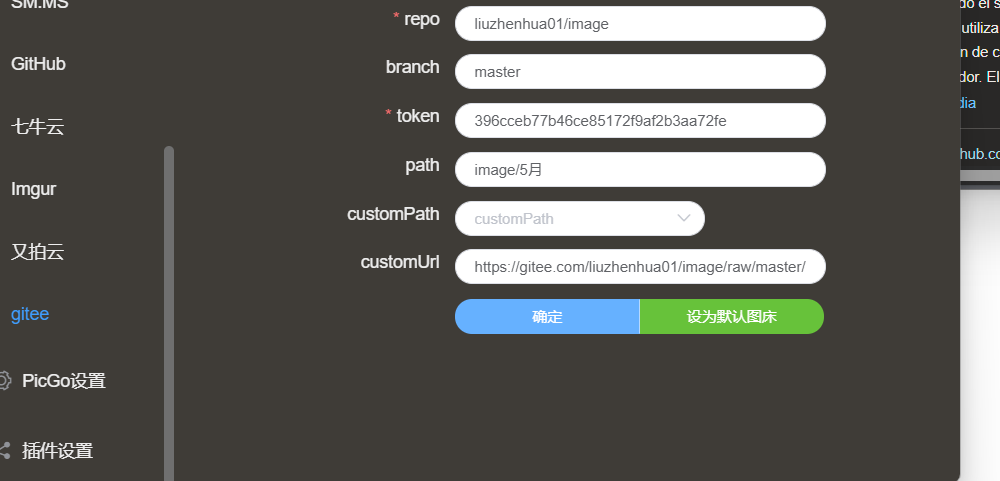 SM.MS
GitHub
七牛云
Imgur
又拍云
gitee
PicGo设置
插件设置
* repo
liuzhenhua01/image
branch
master
* token
396cceb77b46ce85172f9af2b3aa72fe
path
image/5月
customPath
customPath
customUrl
https://gitee.com/liuzhenhua01/image/raw/master/
确定
设为默认图床
do el s
utiliza
n de c
dor. El
dia
hub.co